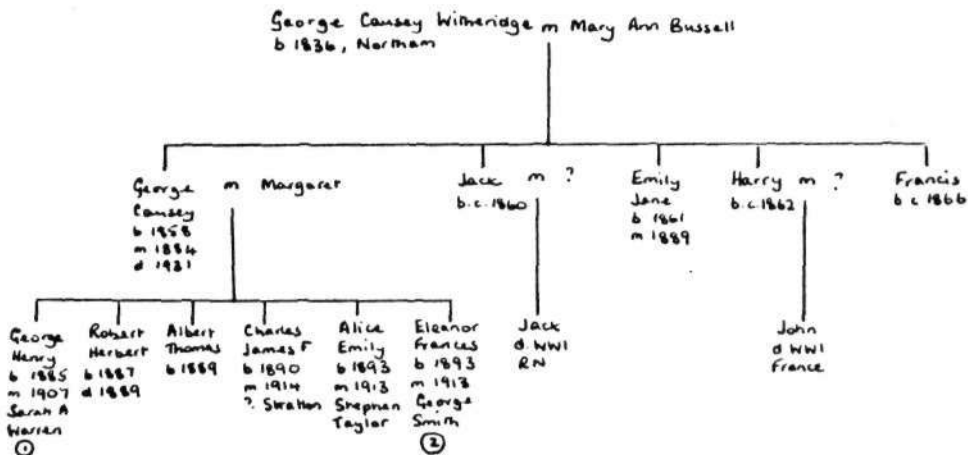 George Causey Witheridge m Mary Ann Bussell
b 1836, Northam
George m Margaret
Causey
b 1858
m 1884
d 1931
Jack m ?
b.c.1860
Emily
Jane
b 1861
m 1889
Harry m ?
b.c.1862
Francis
b c 1866
George
Henry
b 1885
m 1907
Sarah A
Warren
①
Robert
Herbert
b 1887
d 1889
Albert
Thomas
b 1889
Charles
James F
b 1890
m 1914
? Stratton
Alice
Emily
b 1893
m 1913
Stephen
Taylor
Eleanor
Frances
b 1893
m 1913
George
Smith
②
Jack
d. WWI
RN
John
d WWI
France